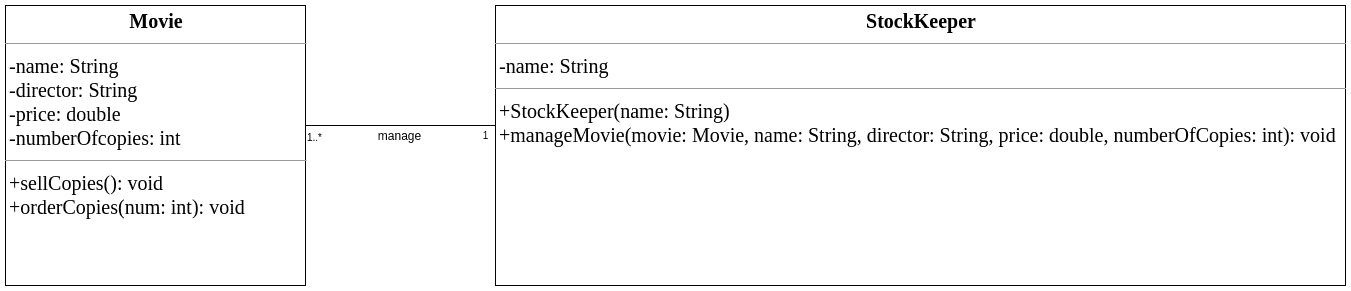 Movie
-name: String
-director: String
-price: double
-numberOfcopies: int
+sellCopies(): void
+orderCopies(num: int): void
1..*
manage
1
StockKeeper
-name: String
+StockKeeper(name: String)
+manageMovie(movie: Movie, name: String, director: String, price: double, numberOfCopies: int): void